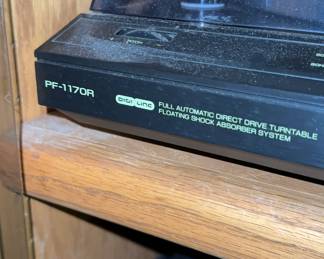 PF-1170R
DIGI LINC
FULL AUTOMATIC DIRECT DRIVE TURNTABLE
FLOATING SHOCK ABSORBER SYSTEM